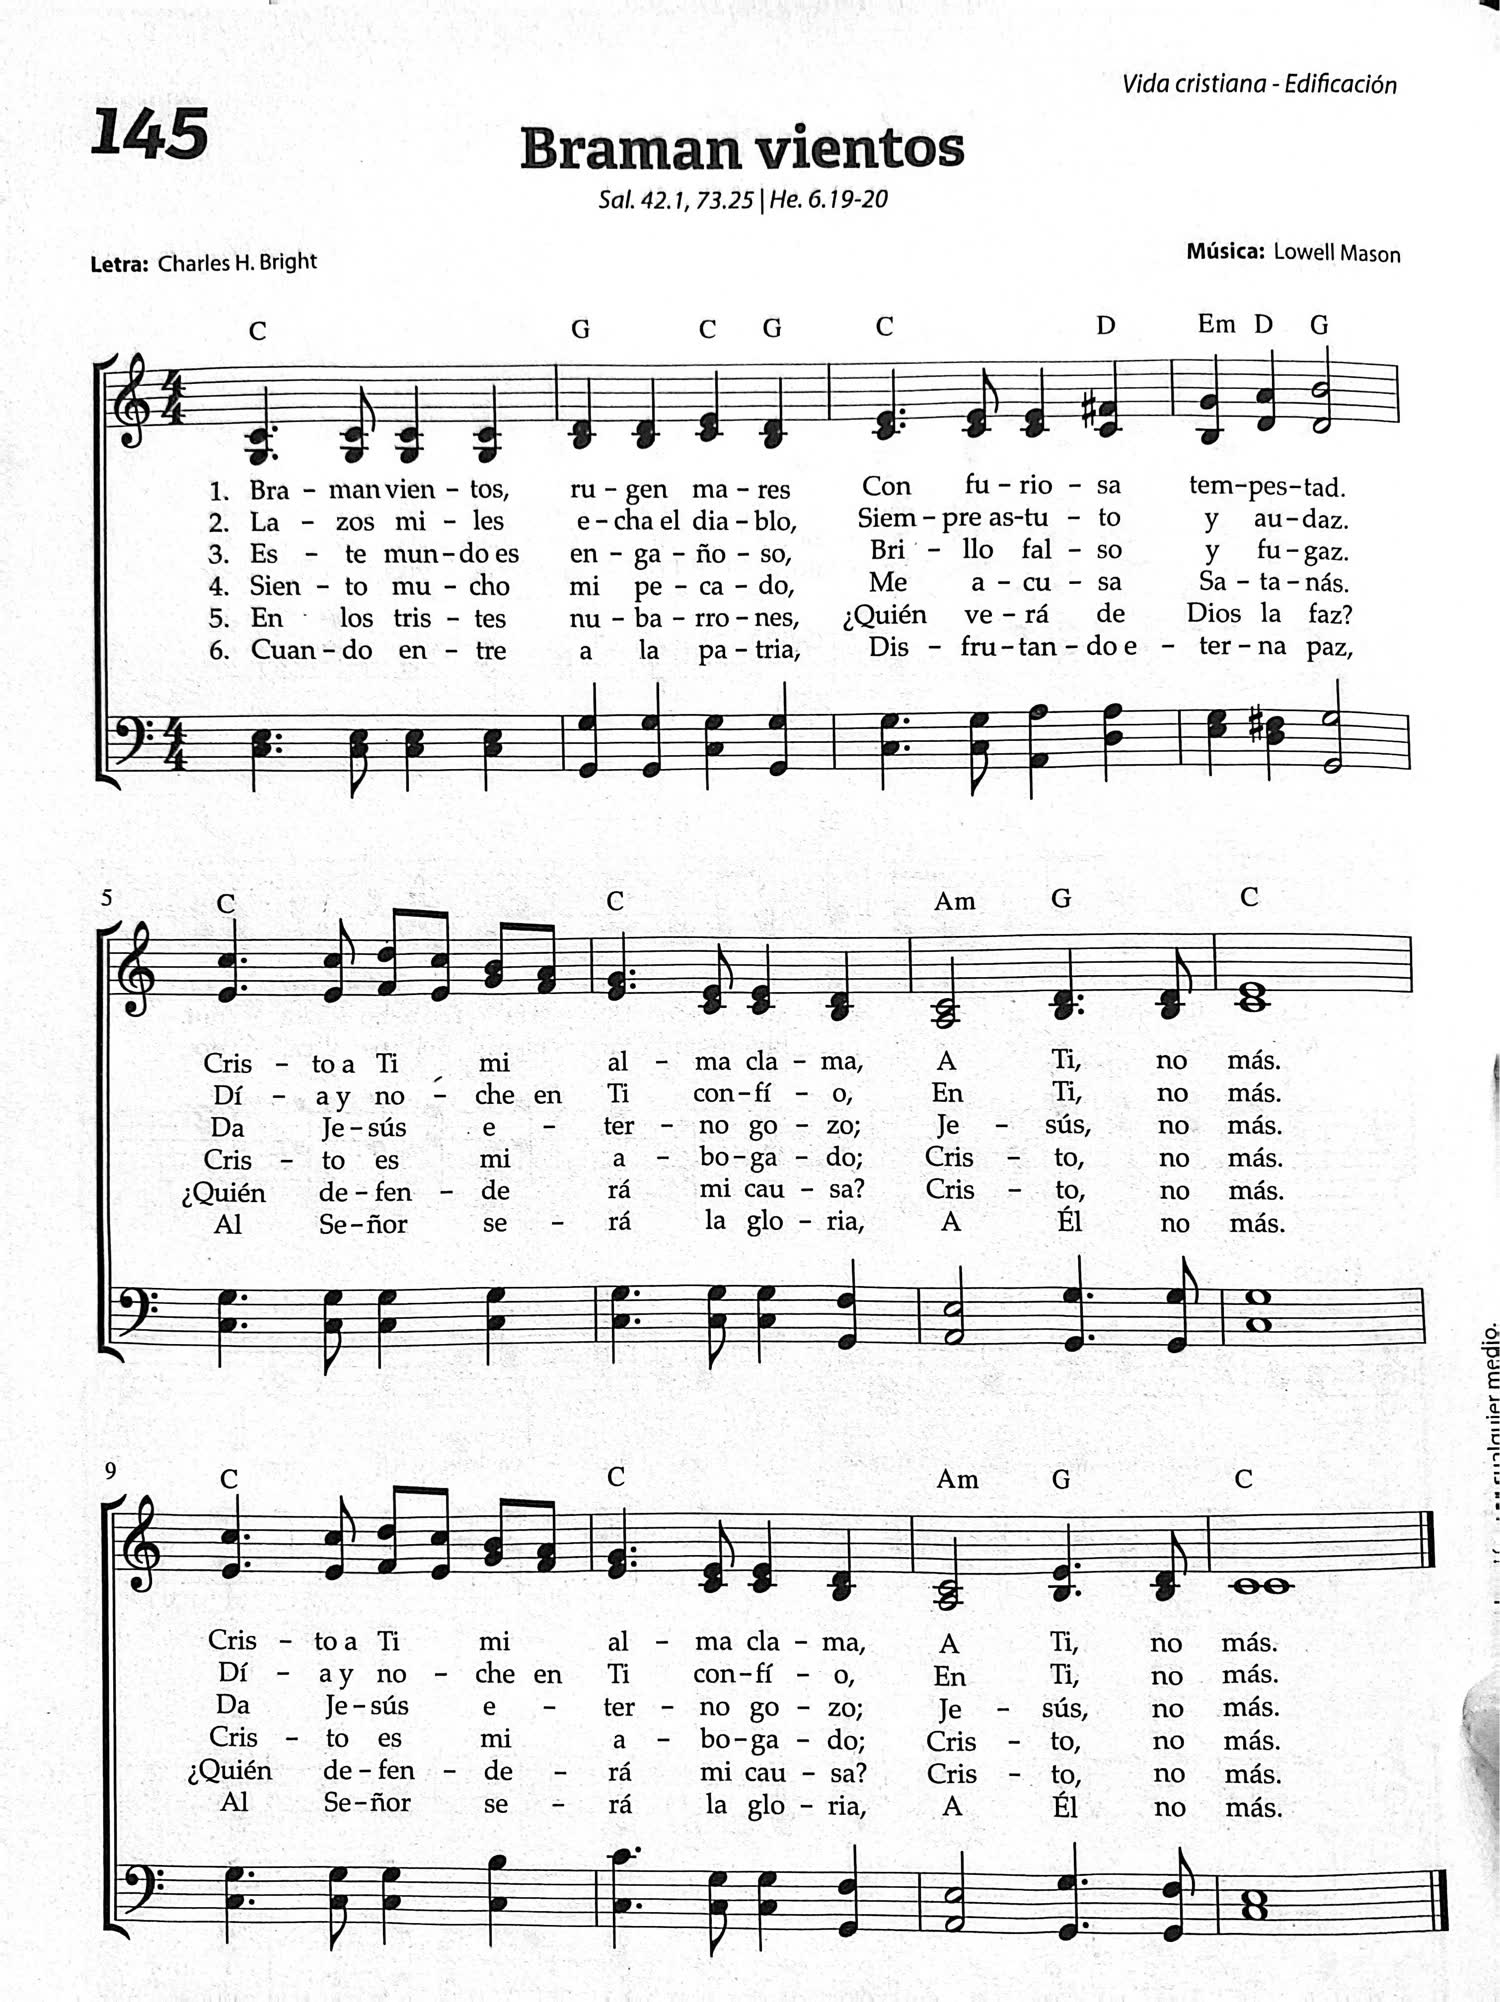 Vida cristiana - Edificación
145
Braman vientos
Sal. 42.1, 73.25 | He. 6.19-20
Letra: Charles H. Bright
Música: Lowell Mason
C G C G C D Em D G
1. Bra - man vien - tos, ru - gen ma - res Con fu - rio - sa tem - pes - tad.
2. La - zos mi - les e - cha el dia - blo, Siem - pre as - tu - to y au - daz.
3. Es - te mun - do es en - ga - ño - so, Bri - llo fal - so y fu - gaz.
4. Sien - to mu - cho mi pe - ca - do, Me a - cu - sa Sa - ta - nás.
5. En los tris - tes nu - ba - rro - nes, ¿Quién ve - rá de Dios la faz?
6. Cuan - do en - tre a la pa - tria, Dis - fru - tan - do e - ter - na paz,
5
C C Am G C
Cris - to a Ti mi al - ma cla - ma, A Ti, no más.
Dí - a y no - che en Ti con - fí - o, En Ti, no más.
Da Je - sús e - ter - no go - zo; Je - sús, no más.
Cris - to es mi a - bo - ga - do; Cris - to, no más.
¿Quién de - fen - de rá mi cau - sa? Cris - to, no más.
Al Se - ñor se - rá la glo - ria, A Él no más.
9
C C Am G C
Cris - to a Ti mi al - ma cla - ma, A Ti, no más.
Dí - a y no - che en Ti con - fí - o, En Ti, no más.
Da Je - sús e - ter - no go - zo; Je - sús, no más.
Cris - to es mi a - bo - ga - do; Cris - to, no más.
¿Quién de - fen - de - rá mi cau - sa? Cris - to, no más.
Al Se - ñor se - rá la glo - ria, A Él no más.
cualquier medio.